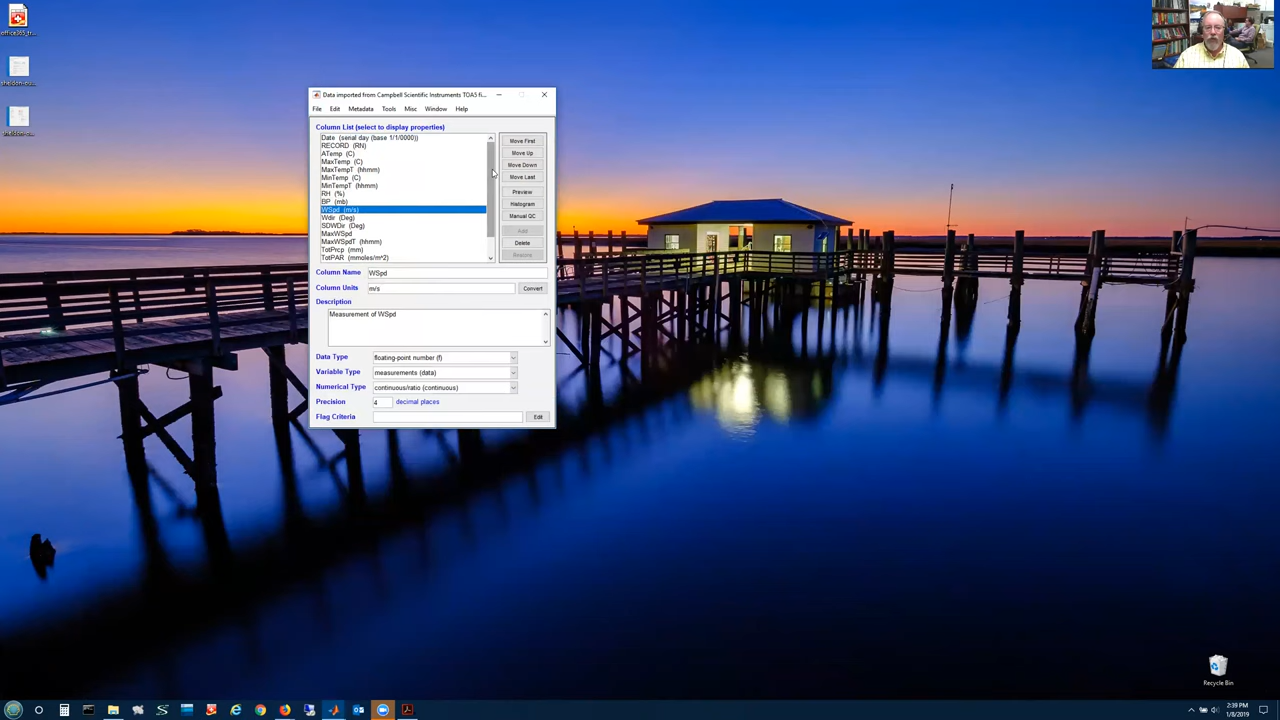 office365_tr...
sheldon-os...
sheldon-o...
Data imported from Campbell Scientific Instruments TOA5 fi...
File Edit Metadata Tools Misc Window Help
Column List (select to display properties)
Date (serial day (base 1/1/0000))
RECORD (RN)
ATemp (C)
MaxTemp (C)
MaxTempT (hhmm)
MinTemp (C)
MinTempT (hhmm)
RH (%)
BP (mb)
WSpd (m/s)
Wdir (Deg)
SDWDir (Deg)
MaxWSpd
MaxWSpdT (hhmm)
TotPrcp (mm)
TotPAR (mmoles/m^2)
Move First
Move Up
Move Down
Move Last
Preview
Histogram
Manual QC
Add
Delete
Restore
Column Name WSpd
Column Units m/s Convert
Description
Measurement of WSpd
Data Type floating-point number (f)
Variable Type measurements (data)
Numerical Type continuous/ratio (continuous)
Precision 4 decimal places
Flag Criteria Edit
Recycle Bin
2:39 PM
1/8/2019